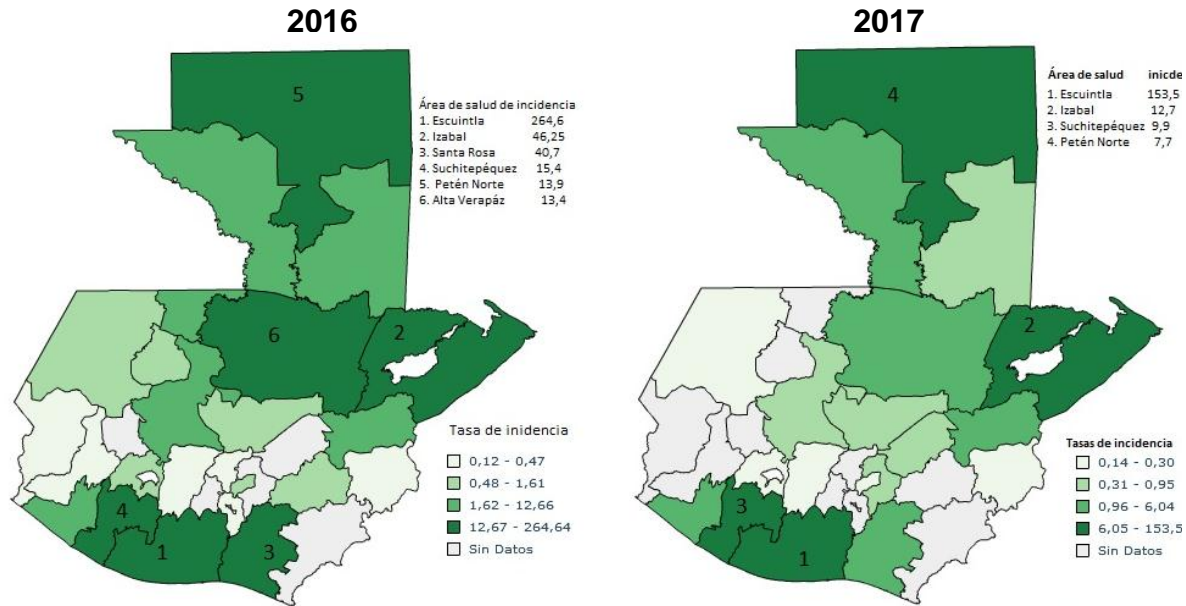 2016
Área de salud de incidencia
1. Escuintla 264,6
2. Izabal 46,25
3. Santa Rosa 40,7
4. Suchitepéquez 15,4
5. Petén Norte 13,9
6. Alta Verapáz 13,4
5
6
2
4
1
3
Tasa de inidencia
0,12 - 0,47
0,48 - 1,61
1,62 - 12,66
12,67 - 264,64
Sin Datos
2017
Área de salud inicde
1. Escuintla 153,5
2. Izabal 12,7
3. Suchitepéquez 9,9
4. Petén Norte 7,7
4
2
3
1
Tasas de incidencia
0,14 - 0,30
0,31 - 0,95
0,96 - 6,04
6,05 - 153,5
Sin Datos